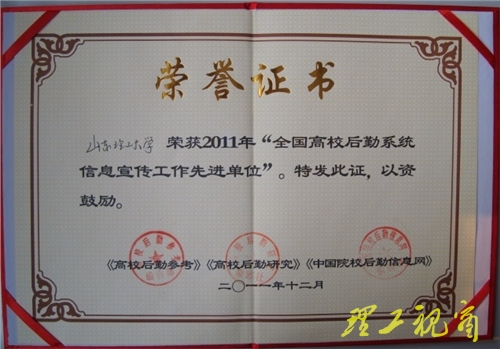 荣誉证书
山东理工大学 荣获2011年“全国高校后勤系统
信息宣传工作先进单位”。特发此证,以资
鼓励。
《高校后勤参考》《高校后勤研究》《中国院校后勤信息网》
二〇一一年十二月
理工视窗